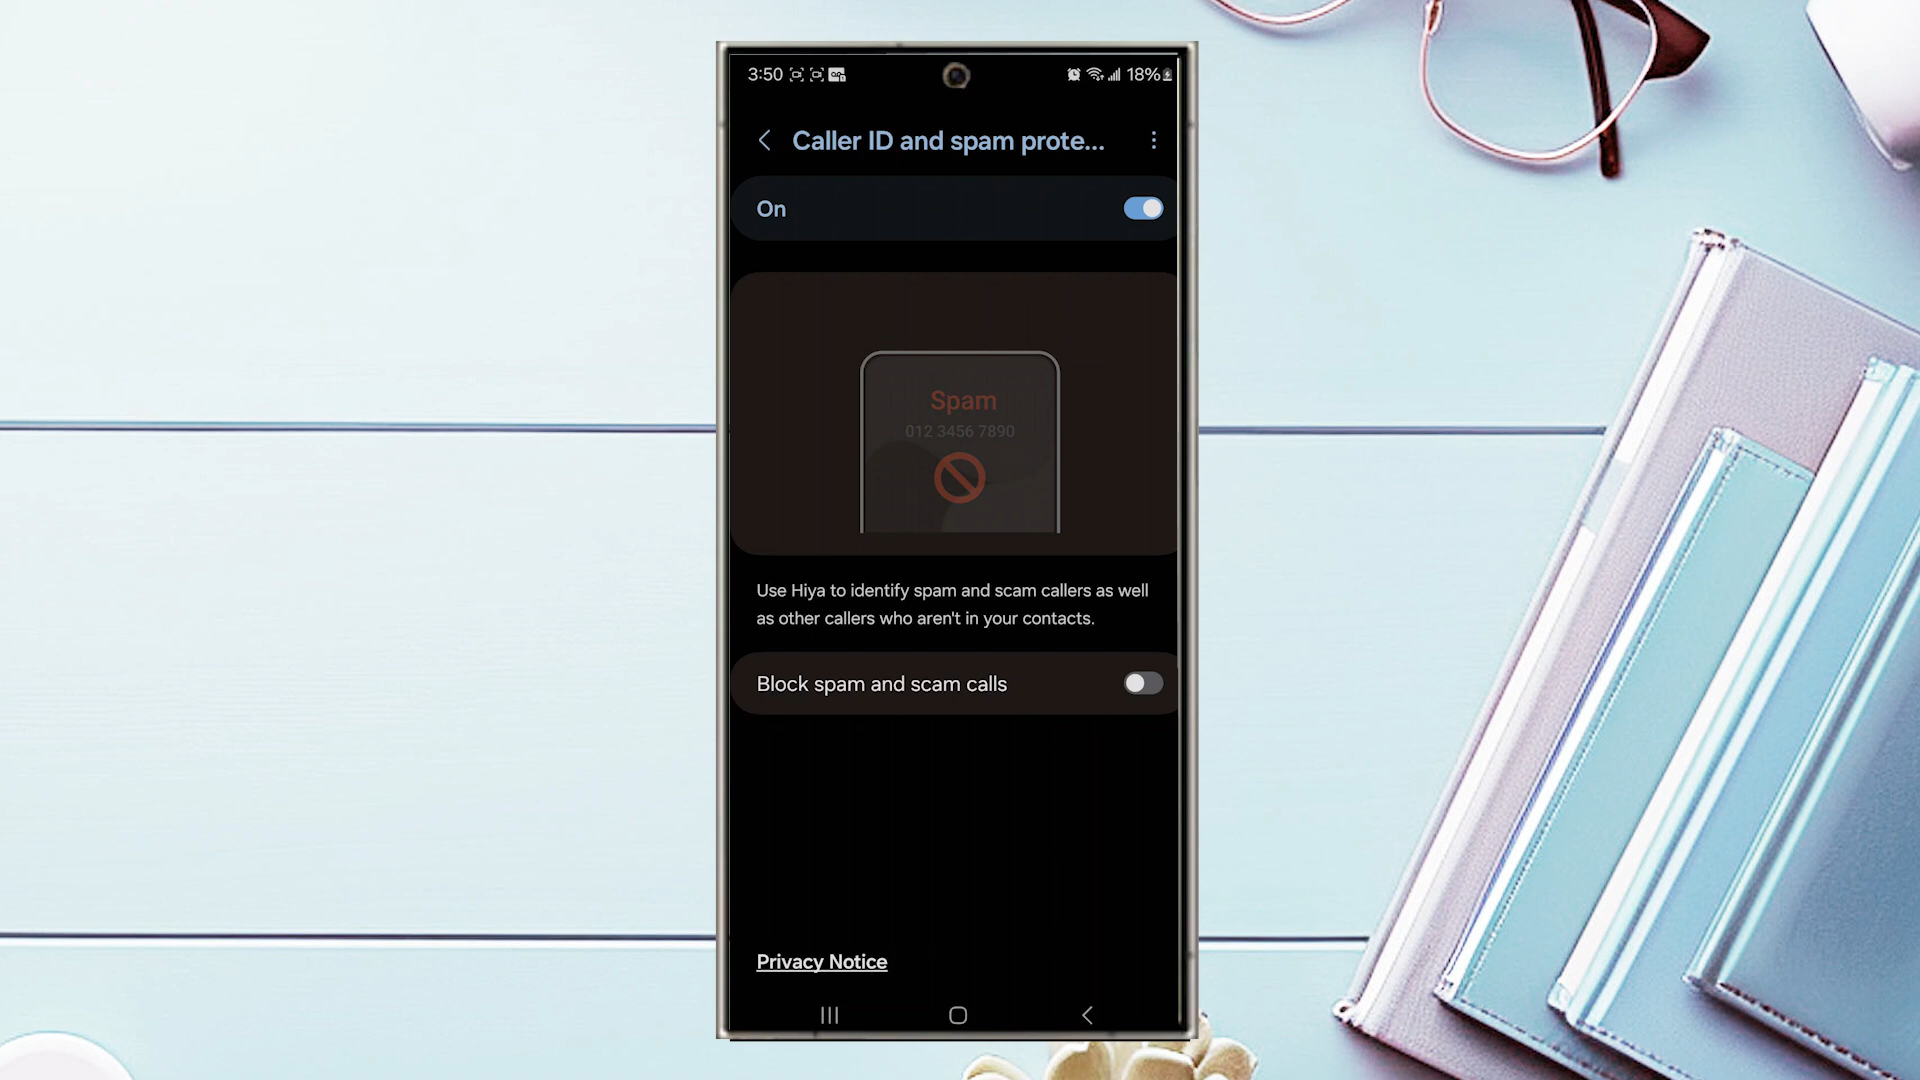 3:50 18%
Caller ID and spam prote...
On
Spam
012 3456 7890
Use Hiya to identify spam and scam callers as well
as other callers who aren't in your contacts.
Block spam and scam calls
Privacy Notice